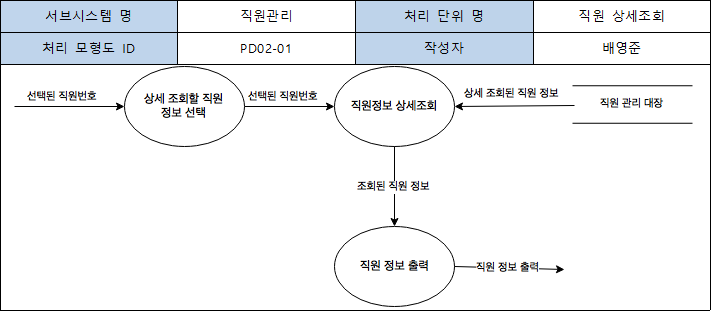 서브시스템 명 직원관리 처리 단위 명 직원 상세조회
처리 모형도 ID PD02-01 작성자 배영준
선택된 직원번호
상세 조회할 직원
정보 선택
선택된 직원번호
직원정보 상세조회
상세 조회된 직원 정보
직원 관리 대장
조회된 직원 정보
직원 정보 출력
직원 정보 출력